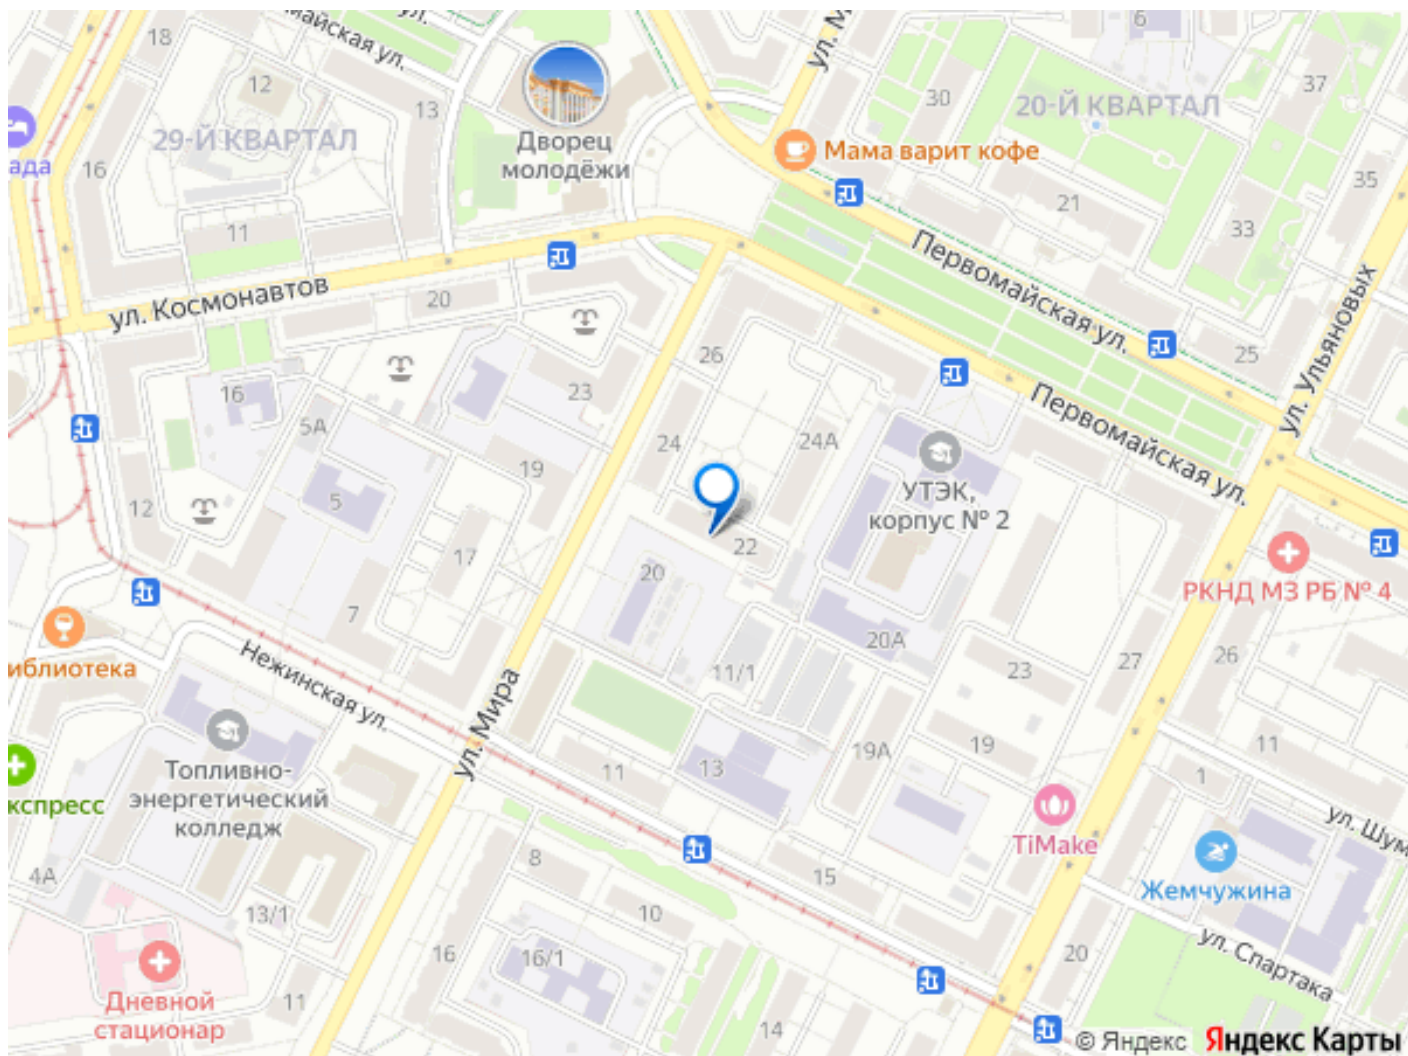 18
майская ул.
ул. М
6
12
13
37
30
20-Й КВАРТАЛ
29-Й КВАРТАЛ
Дворец
молодёжи
Мама варит кофе
ада
16
35
21
33
11
Первомайская ул.
ул. Космонавтов
20
26
25
ул. Ульяновых
16
23
5А
24
24А
Первомайская ул.
19
УТЭК,
корпус № 2
5
12
22
17
20
РКНД МЗ РБ № 4
7
20А
иблиотека
Нежинская ул.
11/1
23
27
26
ул. Мира
19А
19
11
11
13
1
Топливно-
энергетический
колледж
кспресс
ул. Шум
TiMake
8
15
4А
Жемчужина
13/1
10
16
16/1
20
ул. Спартака
Дневной
стационар
11
14
© Яндекс Яндекс Карты